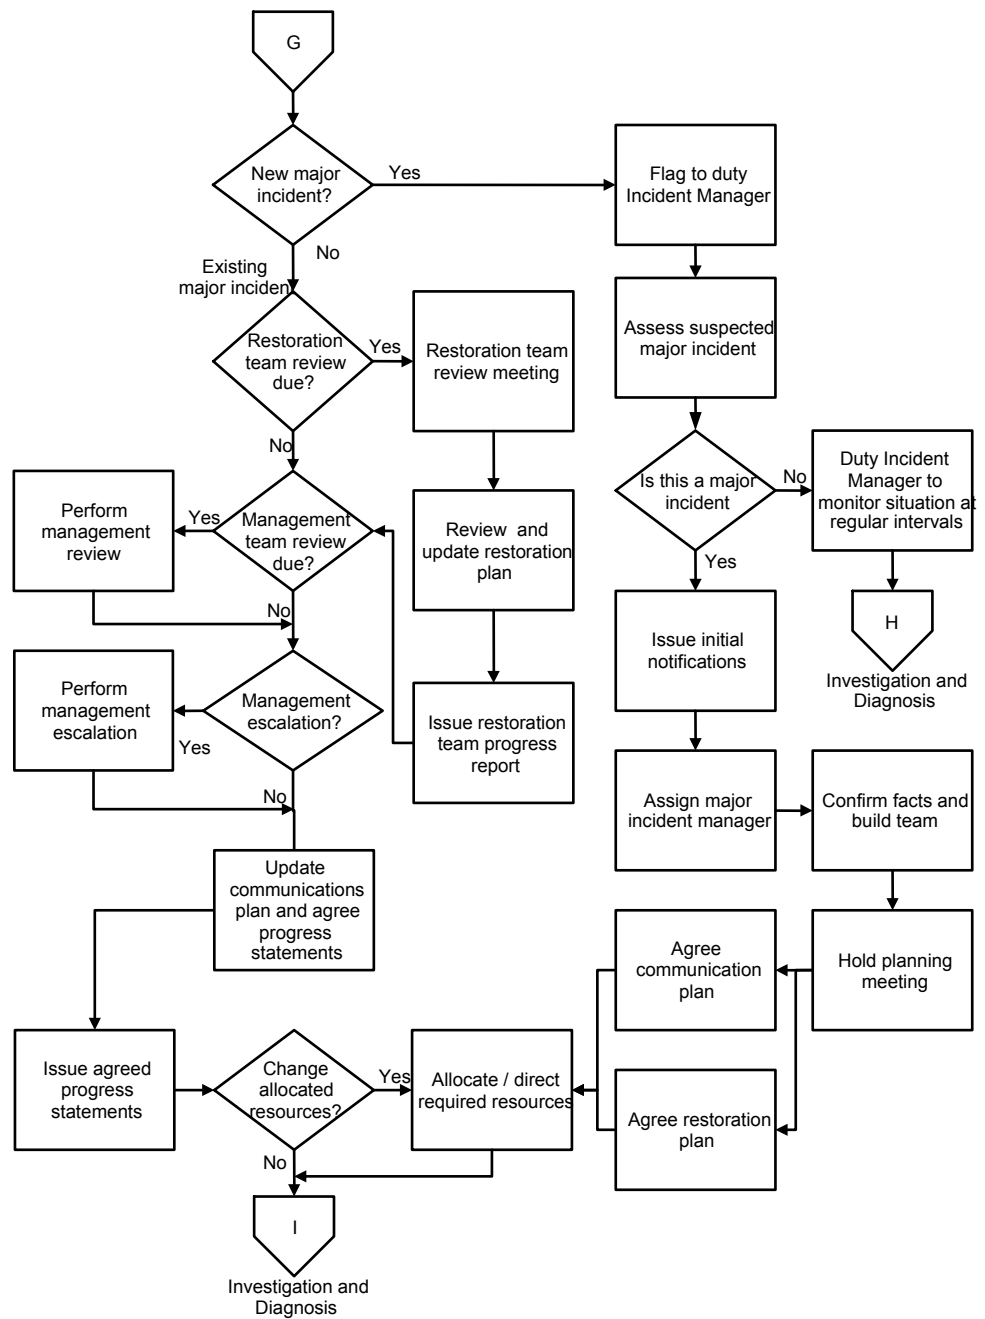 G
New major
incident?
Yes
Flag to duty
Incident Manager
No
Existing
major incident
Assess suspected
major incident
Restoration
team review
due?
Yes
Restoration team
review meeting
No
Is this a major
incident
No
Duty Incident
Manager to
monitor situation at
regular intervals
Yes
Perform
management
review
Yes
Management
team review
due?
Review and
update restoration
plan
No
Issue initial
notifications
H
Investigation and
Diagnosis
Perform
management
escalation
Yes
Management
escalation?
Issue restoration
team progress
report
No
Assign major
incident manager
Confirm facts and
build team
Update
communications
plan and agree
progress
statements
Agree
communication
plan
Hold planning
meeting
Issue agreed
progress
statements
Change
allocated
resources?
Yes
Allocate / direct
required resources
Agree restoration
plan
No
I
Investigation and
Diagnosis